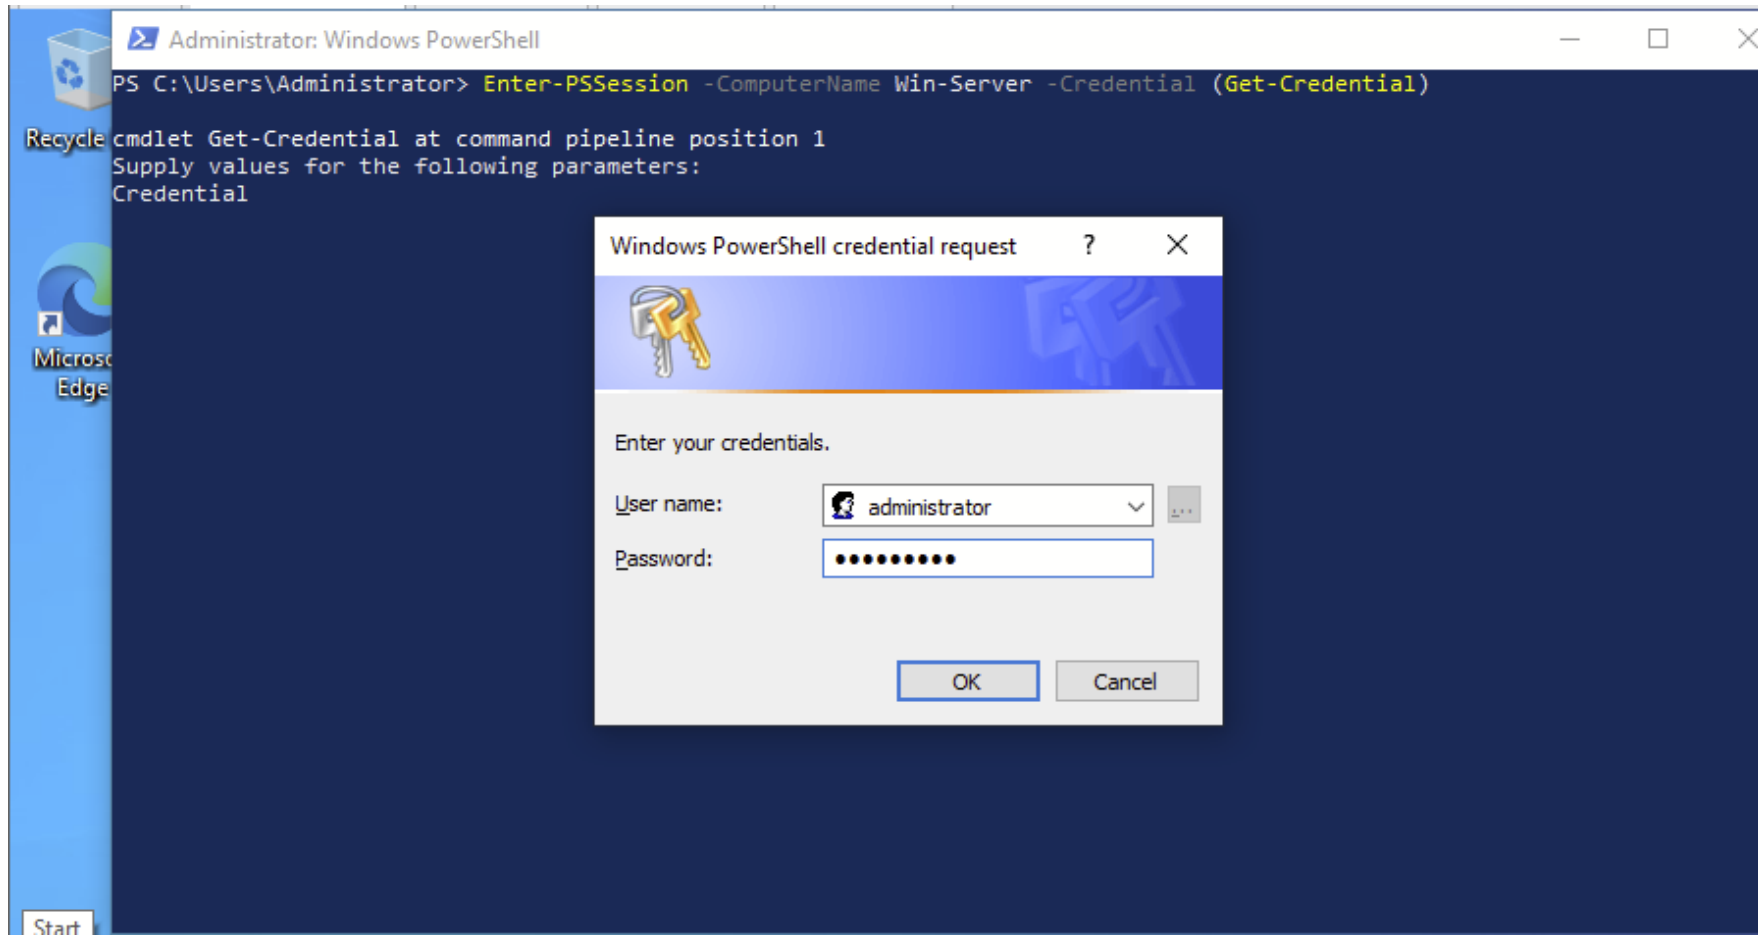 Administrator: Windows PowerShell
PS C:\Users\Administrator> Enter-PSSession -ComputerName Win-Server -Credential (Get-Credential)
Recycle
cmdlet Get-Credential at command pipeline position 1
Supply values for the following parameters:
Credential
Windows PowerShell credential request ?
Microso
Edge
Enter your credentials.
User name: administrator ...
Password: ●●●●●●●●●
OK Cancel
Start